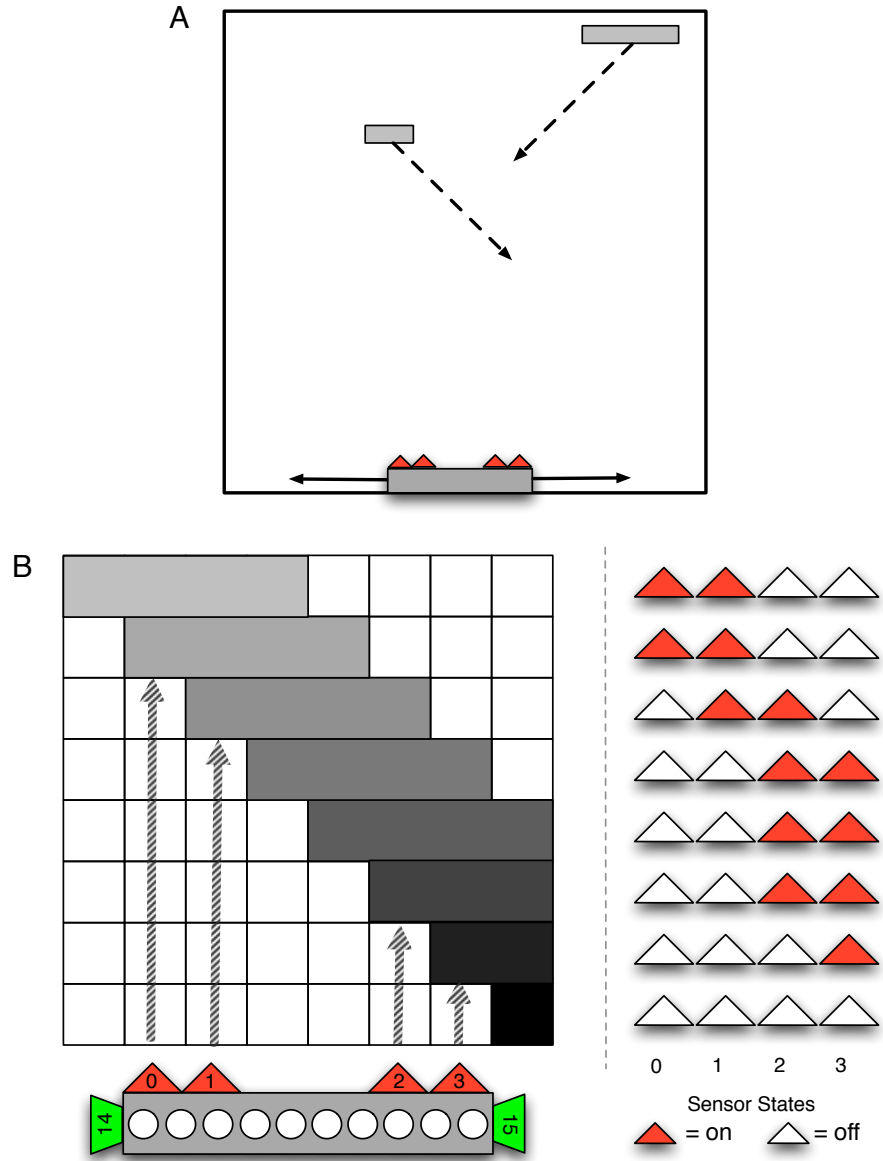 A
B
0 1 2 3
14 15
0 1 2 3
Sensor States
= on = off